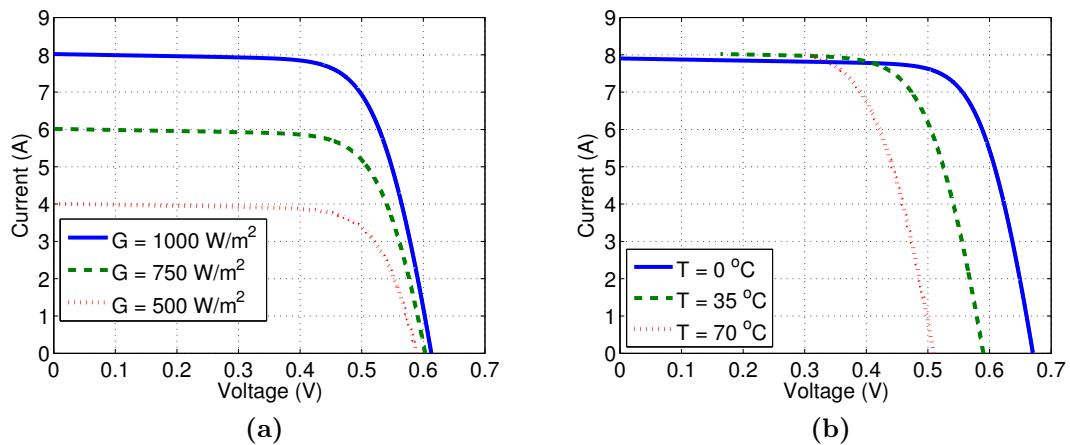 9
8
7
6
5
4
3
2
1
0
Current (A)
G = 1000 W/m²
G = 750 W/m²
G = 500 W/m²
0 0.1 0.2 0.3 0.4 0.5 0.6 0.7
Voltage (V)
(a)
9
8
7
6
5
4
3
2
1
0
Current (A)
T = 0 °C
T = 35 °C
T = 70 °C
0 0.1 0.2 0.3 0.4 0.5 0.6 0.7
Voltage (V)
(b)